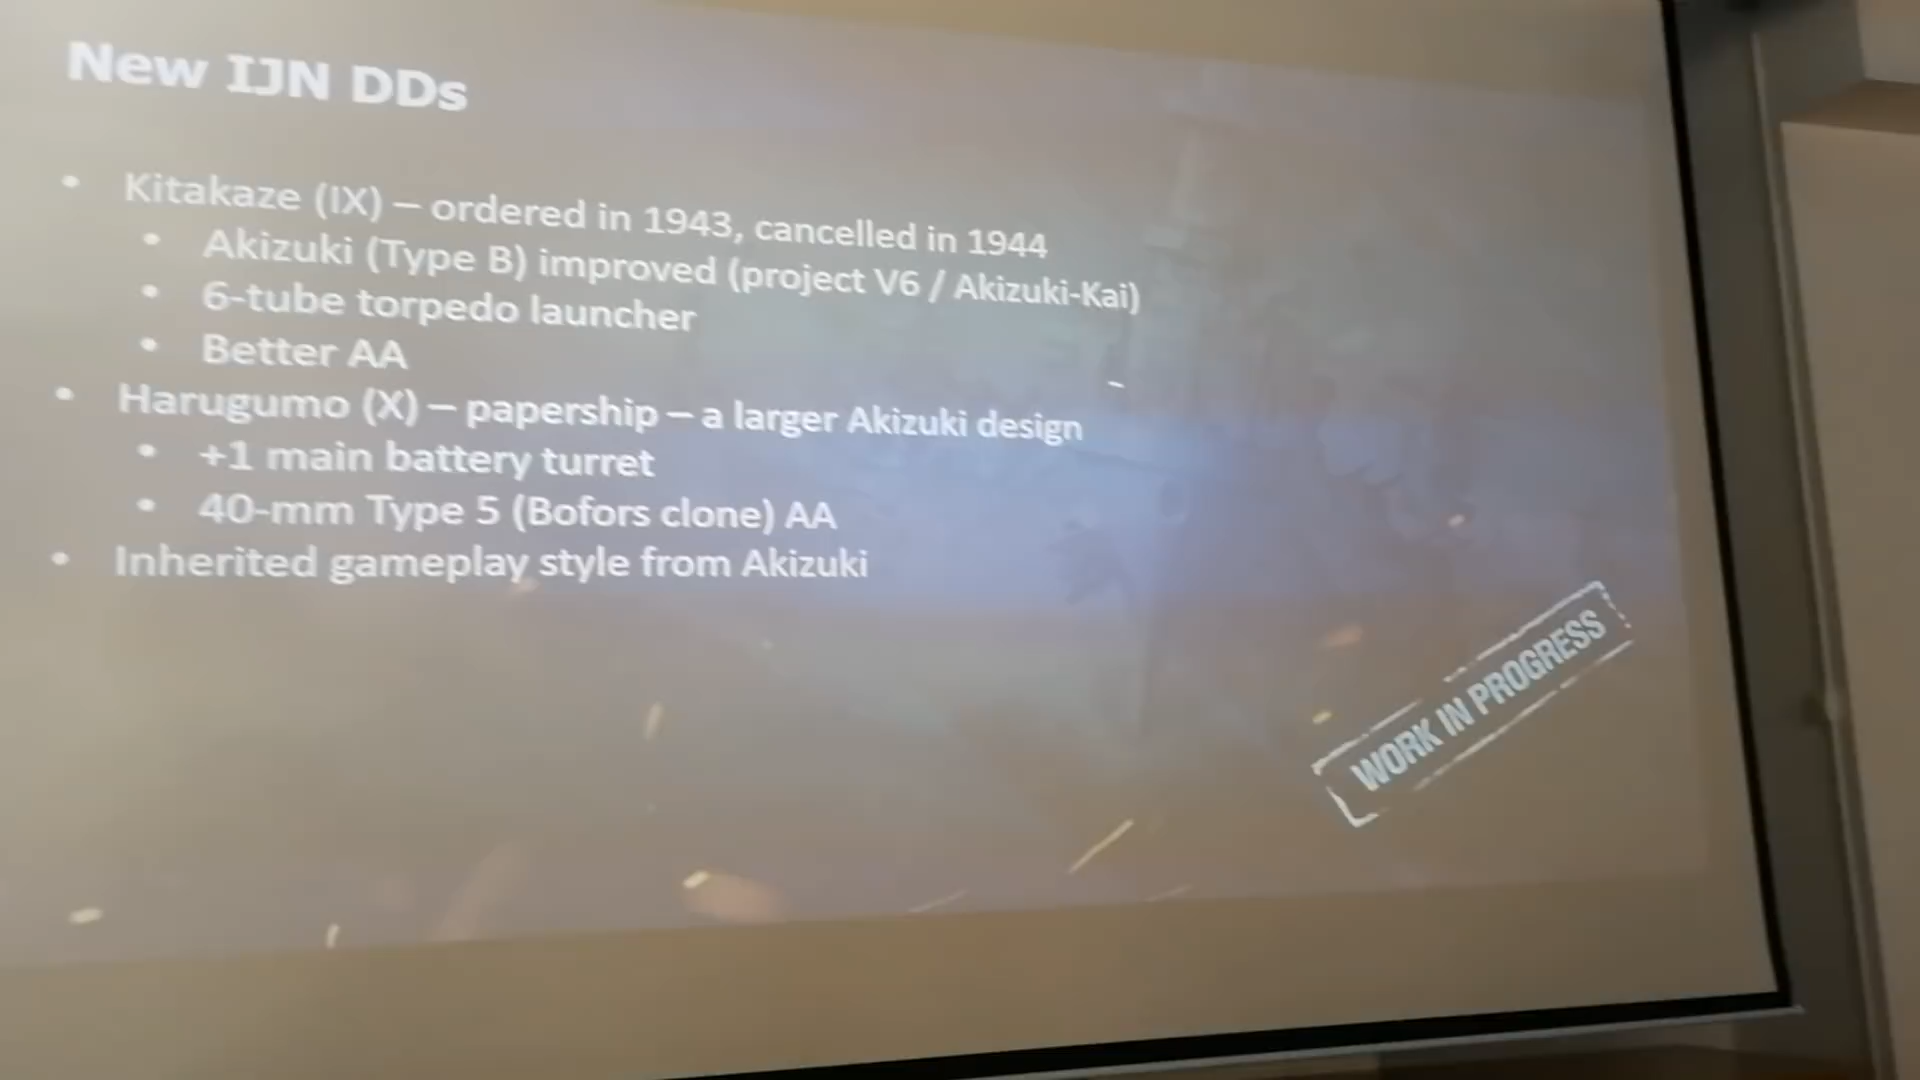 New IJN DDs
• Kitakaze (IX) – ordered in 1943, cancelled in 1944
• Akizuki (Type B) improved (project V6 / Akizuki-Kai)
• 6-tube torpedo launcher
• Better AA
• Harugumo (X) – papership – a larger Akizuki design
• +1 main battery turret
• 40-mm Type 5 (Bofors clone) AA
• Inherited gameplay style from Akizuki
WORK IN PROGRESS